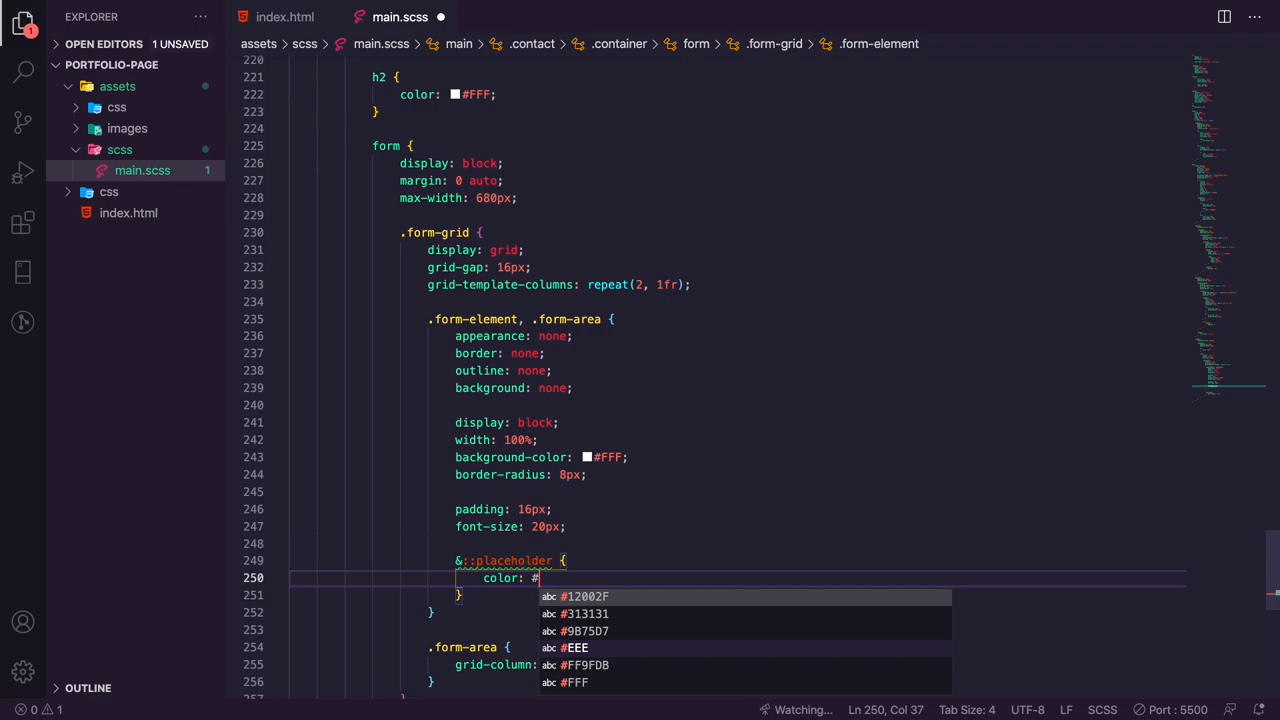 EXPLORER
index.html
main.scss
OPEN EDITORS 1 UNSAVED
assets > scss > main.scss > main > .contact > .container > form > .form-grid > .form-element
PORTFOLIO-PAGE
assets
css
images
scss
main.scss 1
css
index.html
OUTLINE
1
220
221 h2 {
222 color: #FFF;
223 }
224
225 form {
226 display: block;
227 margin: 0 auto;
228 max-width: 680px;
229
230 .form-grid {
231 display: grid;
232 grid-gap: 16px;
233 grid-template-columns: repeat(2, 1fr);
234
235 .form-element, .form-area {
236 appearance: none;
237 border: none;
238 outline: none;
239 background: none;
240
241 display: block;
242 width: 100%;
243 background-color: #FFF;
244 border-radius: 8px;
245
246 padding: 16px;
247 font-size: 20px;
248
249 &::placeholder {
250 color: #
251 }
252 }
253
254 .form-area {
255 grid-column:
256 }
257 }
abc #12002F
abc #313131
abc #9B75D7
abc #EEE
abc #FF9FDB
abc #FFF
0 1 Watching... Ln 250, Col 37 Tab Size: 4 UTF-8 LF SCSS Port : 5500